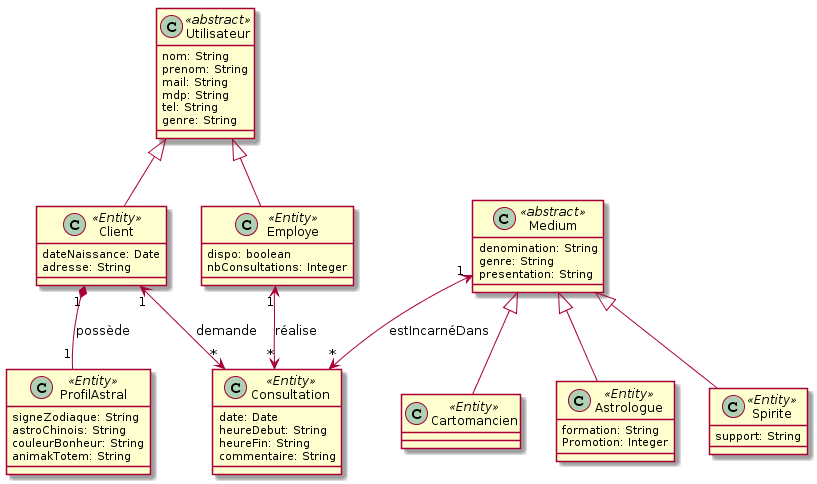 «abstract»
C
Utilisateur
nom: String
prenom: String
mail: String
mdp: String
tel: String
genre: String
«Entity»
C
Client
dateNaissance: Date
adresse: String
«Entity»
C
Employe
dispo: boolean
nbConsultations: Integer
«abstract»
C
Medium
denomination: String
genre: String
presentation: String
1
1
1
1
possède
demande
réalise
estIncarnéDans
1
*
*
*
«Entity»
C
ProfilAstral
signeZodiaque: String
astroChinois: String
couleurBonheur: String
animakTotem: String
«Entity»
C
Consultation
date: Date
heureDebut: String
heureFin: String
commentaire: String
«Entity»
C
Cartomancien
«Entity»
C
Astrologue
formation: String
Promotion: Integer
«Entity»
C
Spirite
support: String